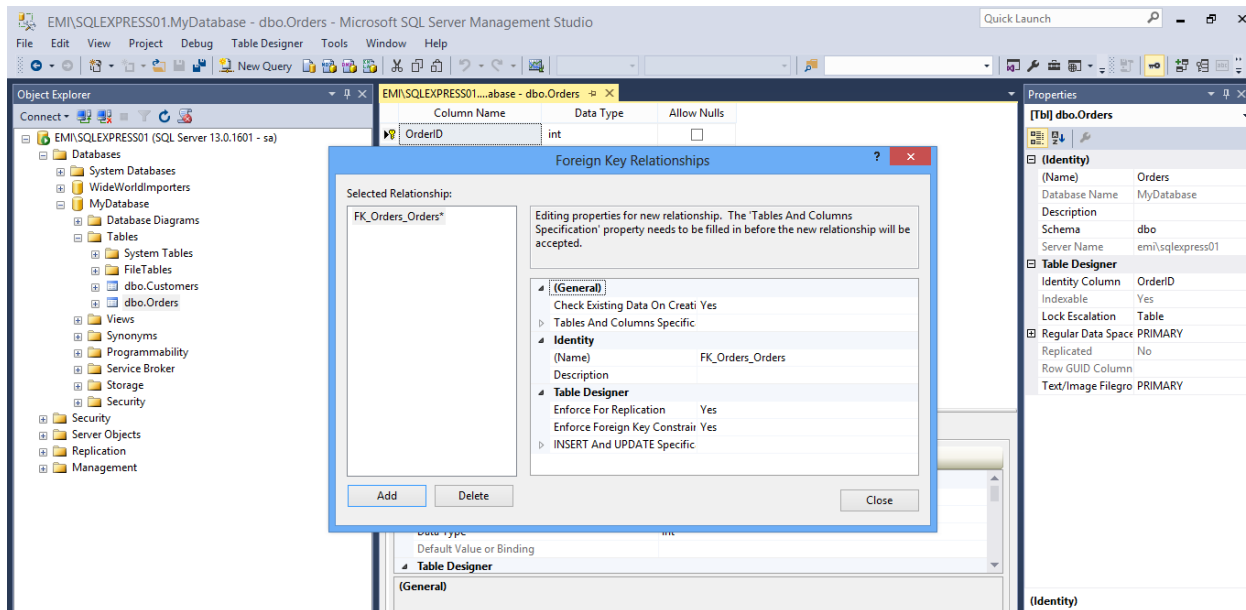 EMI\SQLEXPRESS01.MyDatabase - dbo.Orders - Microsoft SQL Server Management Studio
Quick Launch
File Edit View Project Debug Table Designer Tools Window Help
New Query
Object Explorer
Connect
EMI\SQLEXPRESS01 (SQL Server 13.0.1601 - sa)
Databases
System Databases
WideWorldImporters
MyDatabase
Database Diagrams
Tables
System Tables
FileTables
dbo.Customers
dbo.Orders
Views
Synonyms
Programmability
Service Broker
Storage
Security
Security
Server Objects
Replication
Management
EMI\SQLEXPRESS01....abase - dbo.Orders
Column Name Data Type Allow Nulls
OrderID int
Foreign Key Relationships
Selected Relationship:
FK_Orders_Orders*
Editing properties for new relationship. The 'Tables And Columns
Specification' property needs to be filled in before the new relationship will be
accepted.
(General)
Check Existing Data On Creati Yes
Tables And Columns Specific
Identity
(Name) FK_Orders_Orders
Description
Table Designer
Enforce For Replication Yes
Enforce Foreign Key Constrair Yes
INSERT And UPDATE Specific
Add Delete Close
Data Type int
Default Value or Binding
Table Designer
(General)
Properties
[Tbl] dbo.Orders
(Identity)
(Name) Orders
Database Name MyDatabase
Description
Schema dbo
Server Name emi\sqlexpress01
Table Designer
Identity Column OrderID
Indexable Yes
Lock Escalation Table
Regular Data Space PRIMARY
Replicated No
Row GUID Column
Text/Image Filegro PRIMARY
(Identity)